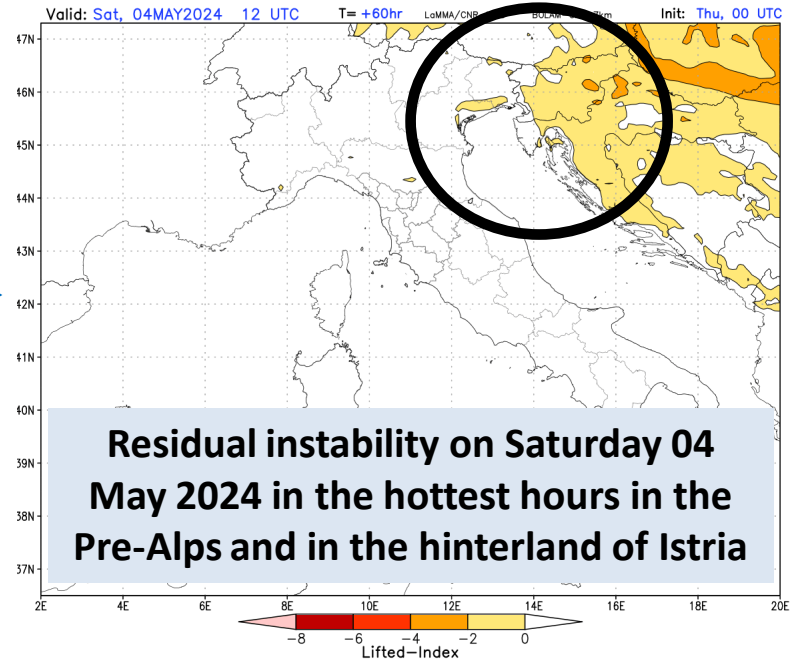 Valid: Sat, 04MAY2024 12 UTC T= +60hr LaMMA/CNR BOLAM Init: Thu, 00 UTC
47N
46N
45N
44N
43N
42N
41N
40N
39N
38N
37N
Residual instability on Saturday 04
May 2024 in the hottest hours in the
Pre-Alps and in the hinterland of Istria
2E 4E 6E 8E 10E 12E 14E 16E 18E 20E
-8 -6 -4 -2 0
Lifted-Index